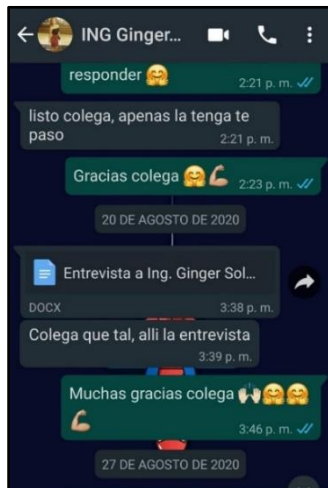 ING Ginger...
responder 🤗
2:21 p. m.
listo colega, apenas la tenga te
paso
2:21 p. m.
Gracias colega 🤗💪🏼
2:23 p. m.
20 DE AGOSTO DE 2020
Entrevista a Ing. Ginger Sol...
DOCX
3:38 p. m.
Colega que tal, alli la entrevista
3:39 p. m.
Muchas gracias colega 🙌🏻🤗🤗
💪🏼
3:46 p. m.
27 DE AGOSTO DE 2020